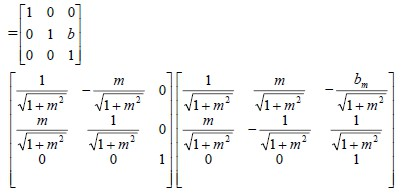 = [ 1 0 0
0 1 b
0 0 1 ]
[ 1/√(1+m²) −m/√(1+m²) 0
m/√(1+m²) 1/√(1+m²) 0
0 0 1 ] [ 1/√(1+m²) m/√(1+m²) −b_m/√(1+m²)
m/√(1+m²) −1/√(1+m²) 1/√(1+m²)
0 0 1 ]